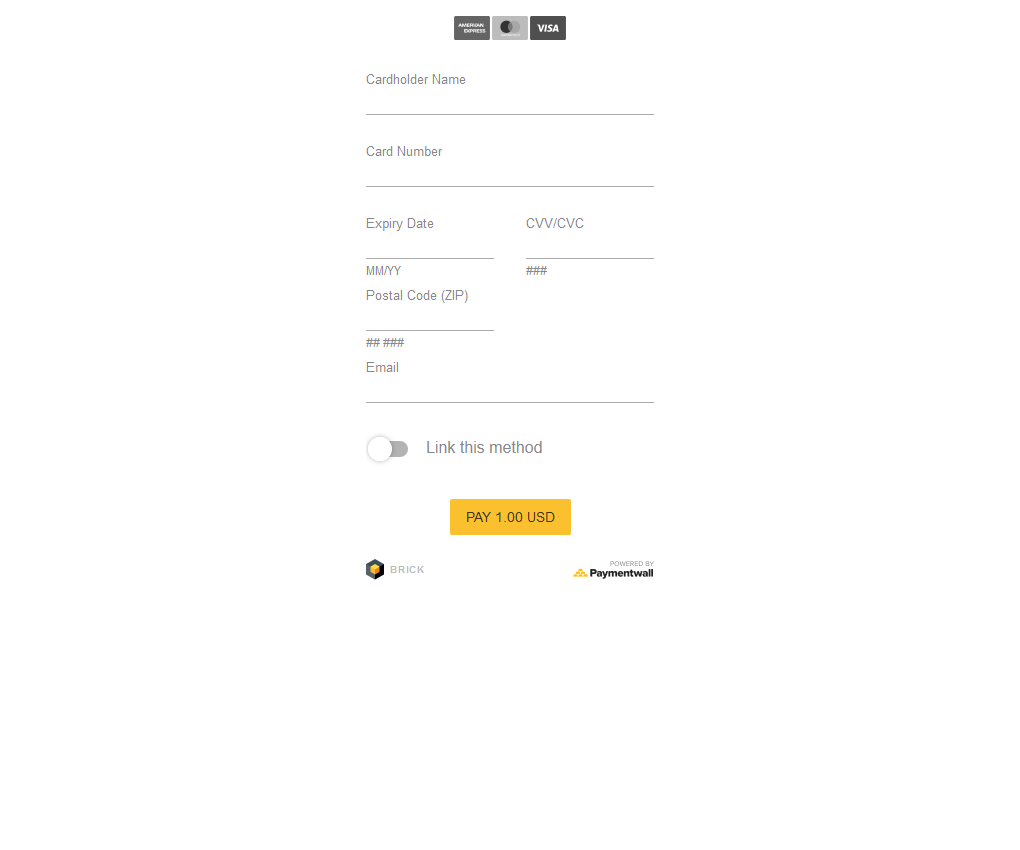 AMERICAN
EXPRESS
VISA
Cardholder Name
Card Number
Expiry Date
CVV/CVC
MM/YY
###
Postal Code (ZIP)
## ###
Email
Link this method
PAY 1.00 USD
BRICK
POWERED BY
Paymentwall